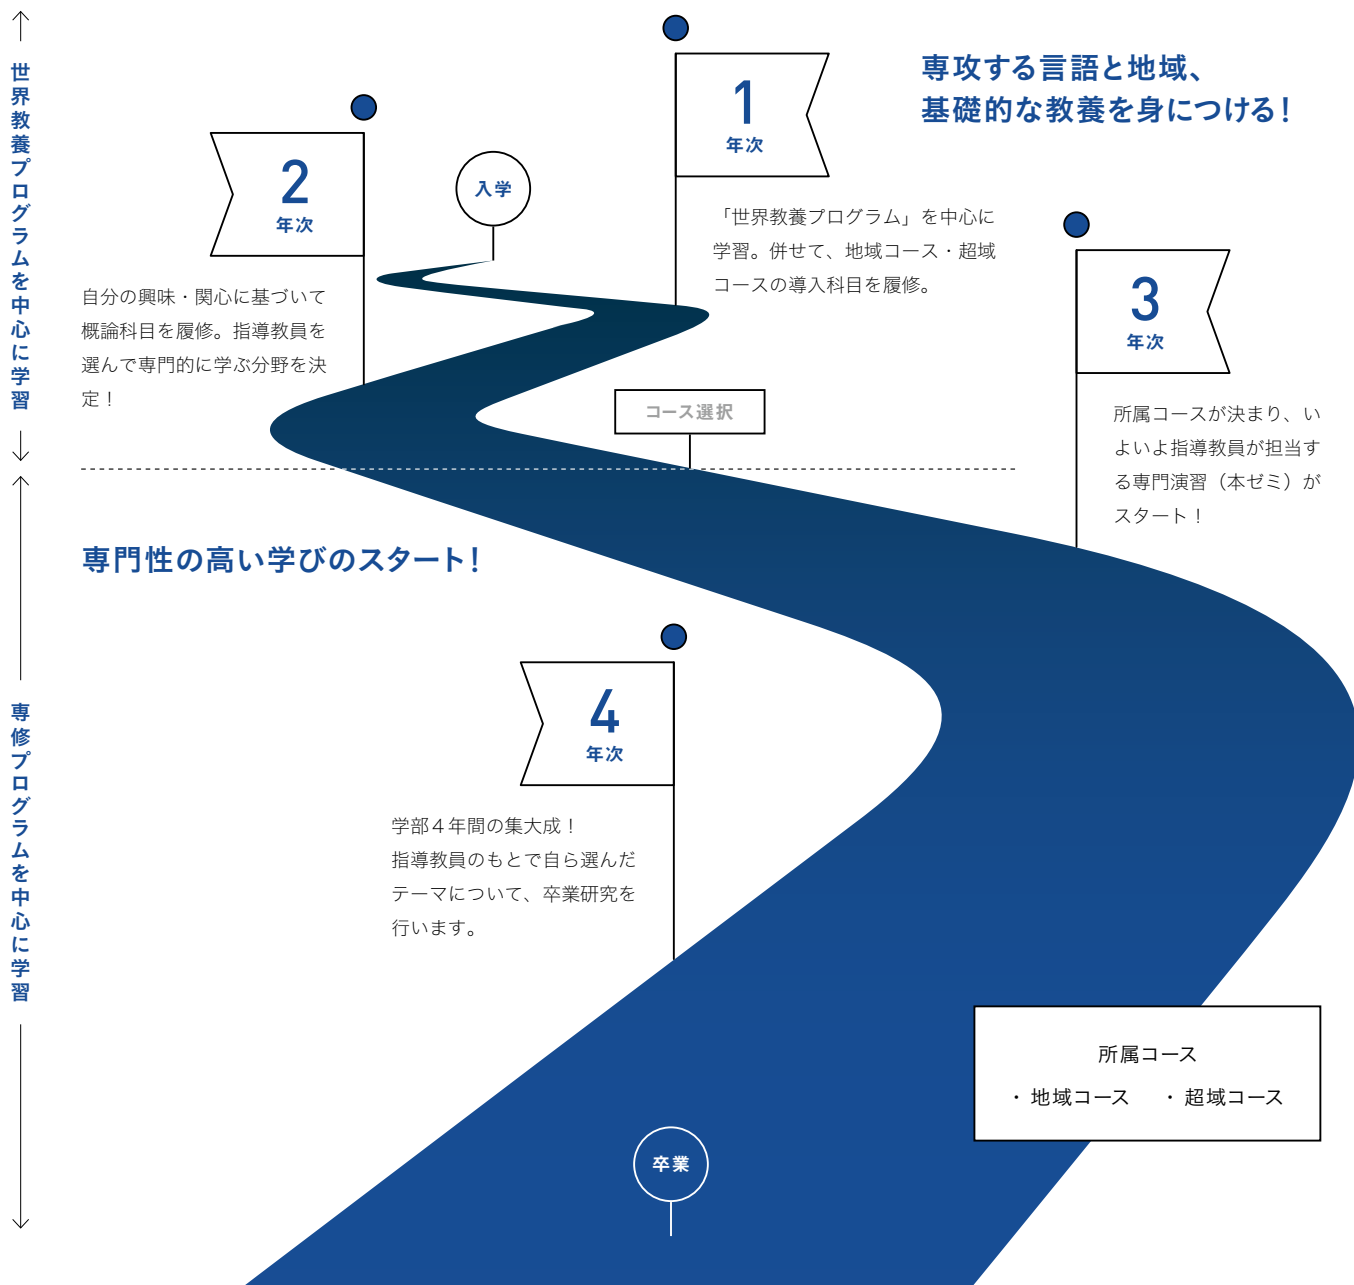 世界教養プログラムを中心に学習
専攻する言語と地域、
基礎的な教養を身につける！
1
年次
「世界教養プログラム」を中心に
学習。併せて、地域コース・超域
コースの導入科目を履修。
入学
2
年次
自分の興味・関心に基づいて
概論科目を履修。指導教員を
選んで専門的に学ぶ分野を決
定！
3
年次
所属コースが決まり、い
よいよ指導教員が担当す
る専門演習（本ゼミ）が
スタート！
コース選択
専修プログラムを中心に学習
専門性の高い学びのスタート！
4
年次
学部４年間の集大成！
指導教員のもとで自ら選んだ
テーマについて、卒業研究を
行います。
所属コース
・ 地域コース ・ 超域コース
卒業